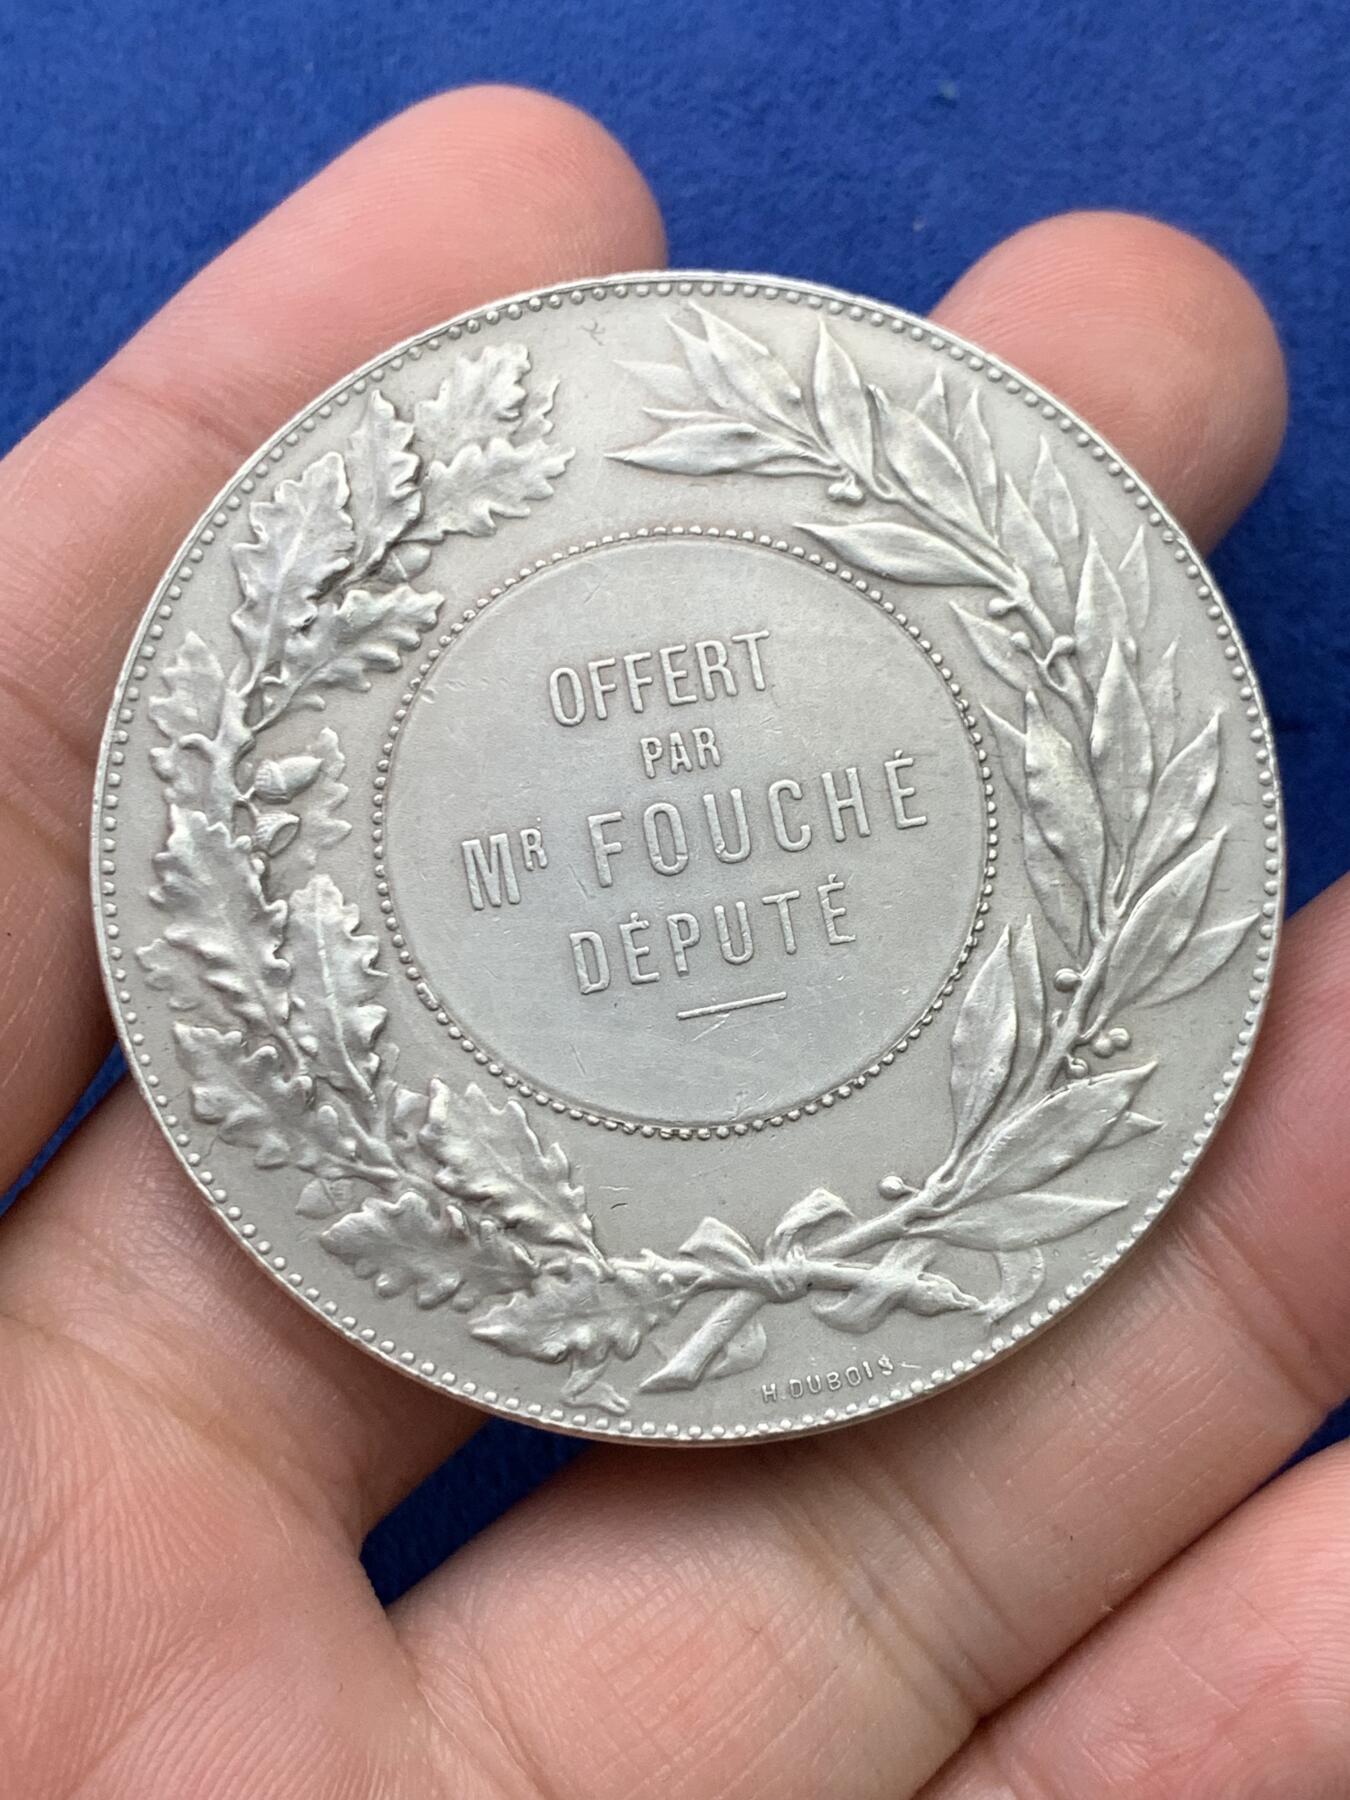 OFFERT
PAR
MR FOUCHÉ
DÉPUTÉ
H. DUBOIS